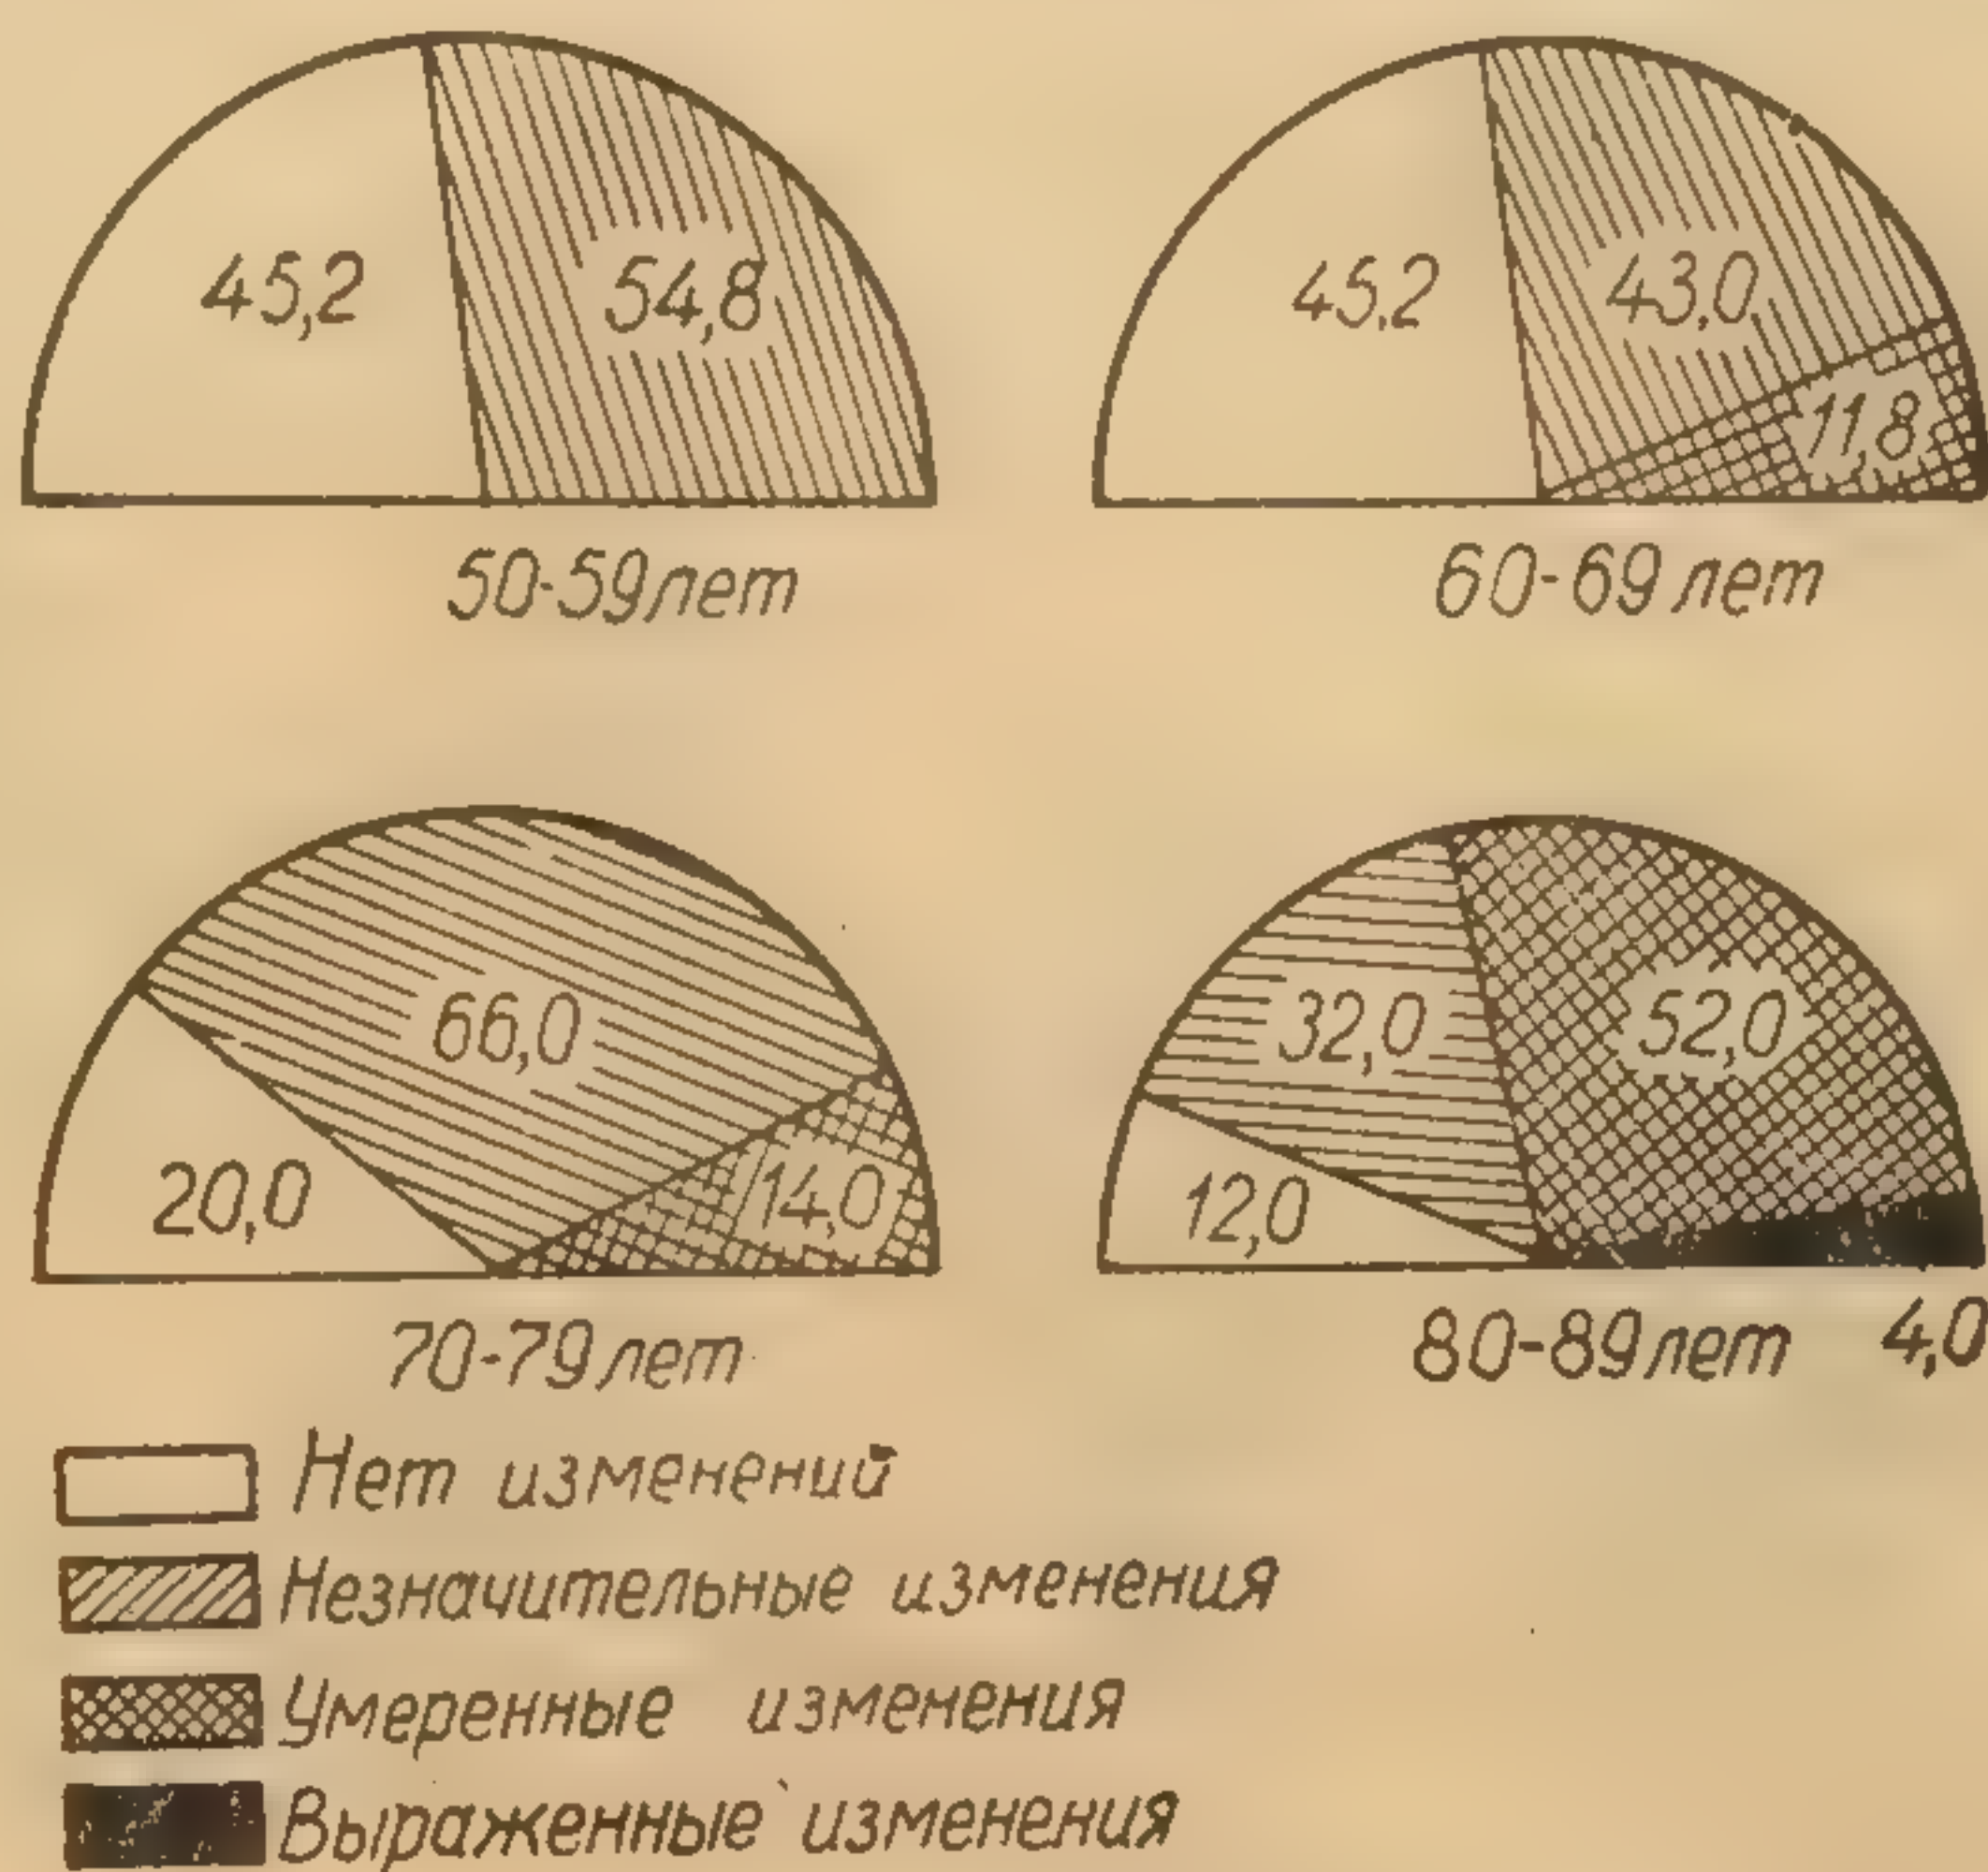 45,2 54,8
45,2 43,0
11,8
50-59 лет
60-69 лет
66,0
20,0 14,0
32,0 52,0
12,0
70-79 лет
80-89 лет 4,0
Нет изменений
Незначительные изменения
Умеренные изменения
Выраженные изменения